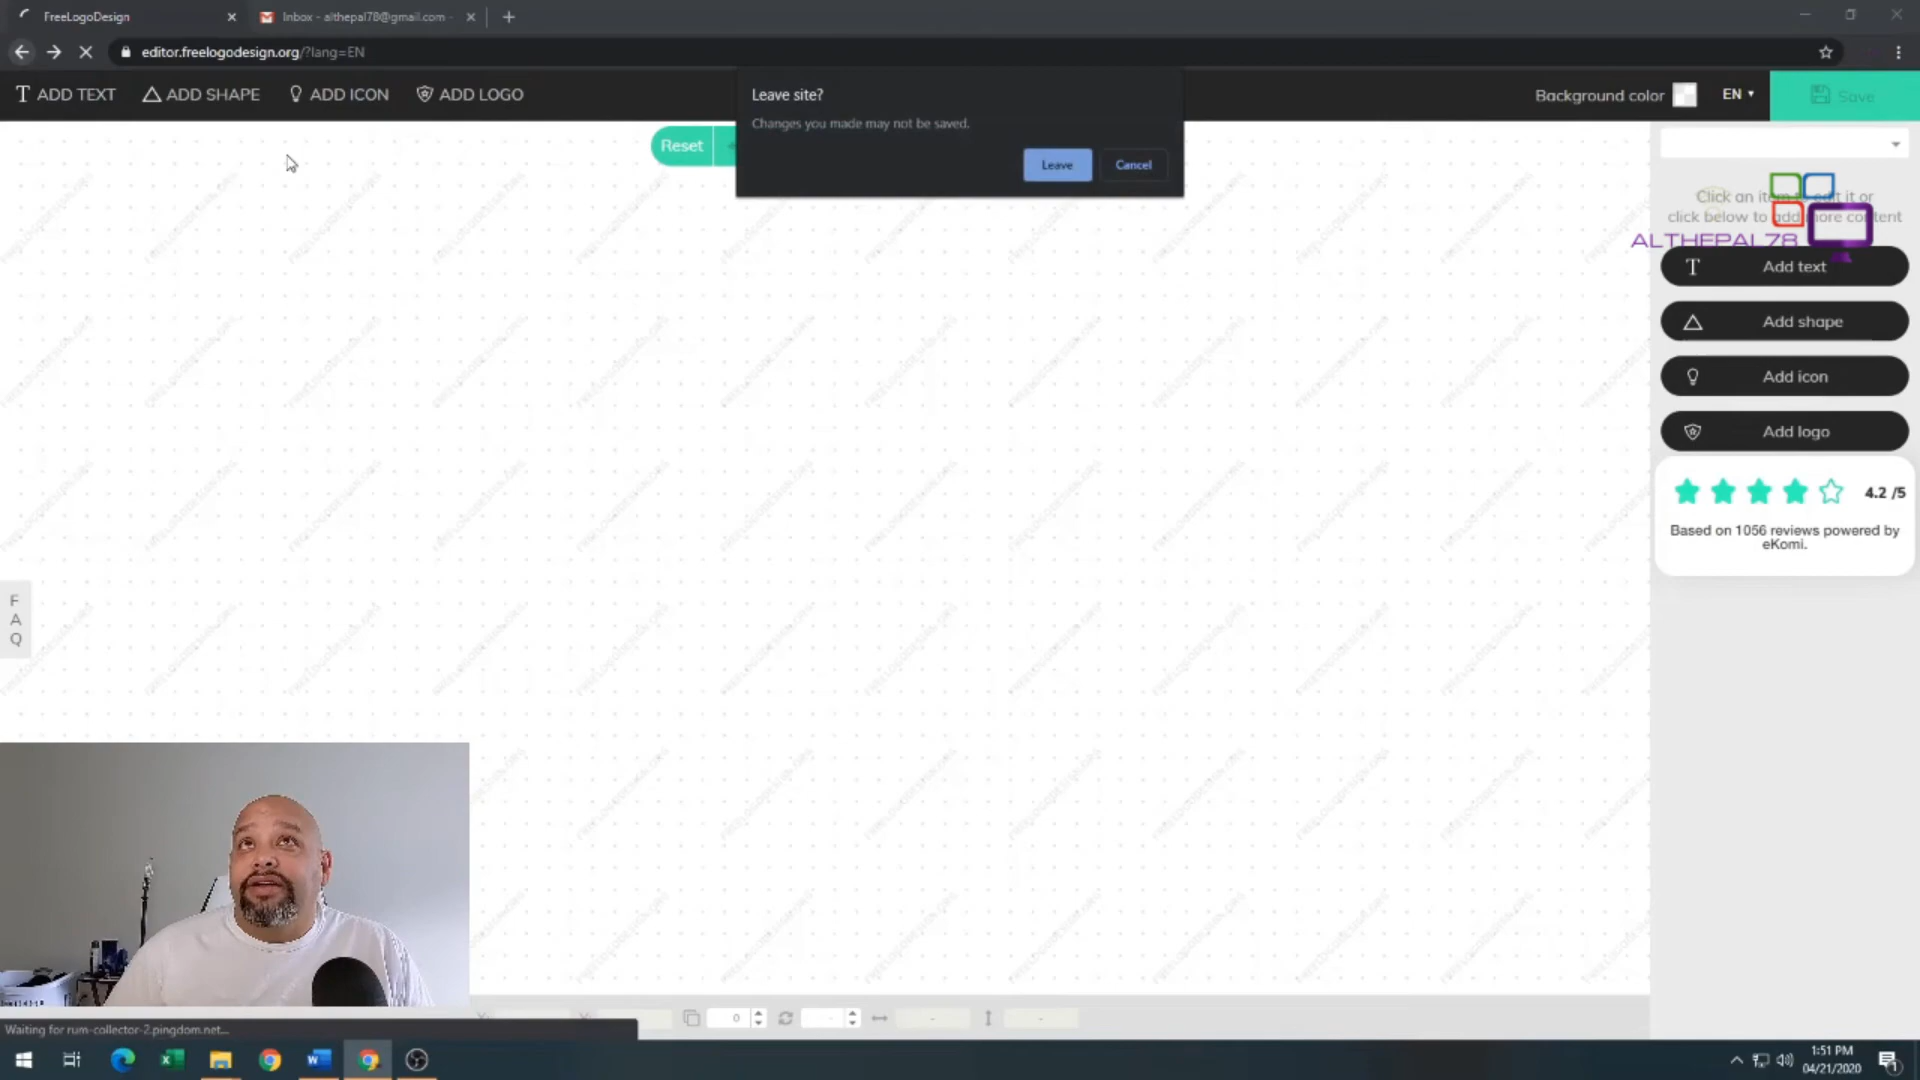 FreeLogoDesign
Inbox - althepal78@gmail.com -
editor.freelogodesign.org/?lang=EN
ADD TEXT
ADD SHAPE
ADD ICON
ADD LOGO
Leave site?
Changes you made may not be saved.
Leave
Cancel
Background color
EN
Save
Reset
Click an item to edit it or
click below to add more content
ALTHEPAL78
Add text
Add shape
Add icon
Add logo
4.2 /5
Based on 1056 reviews powered by
eKomi.
F
A
Q
0
Waiting for rum-collector-2.pingdom.net...
1:51 PM
04/21/2020